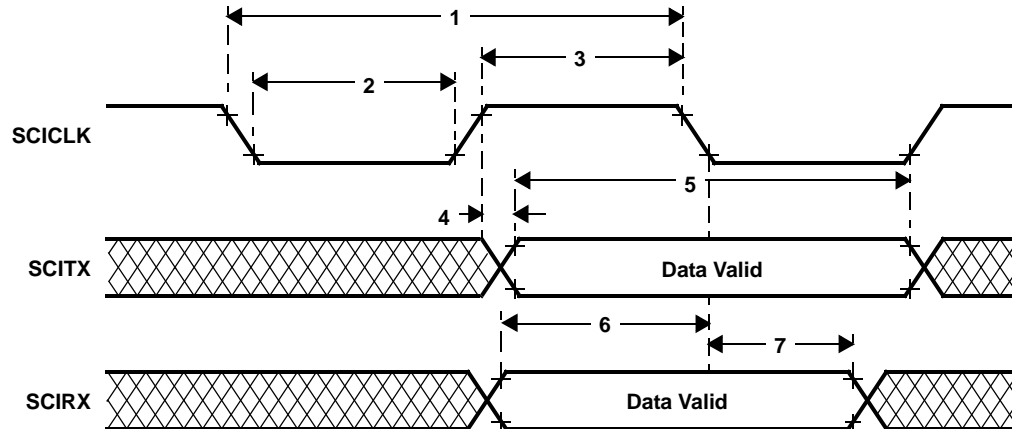 1
3
2
SCICLK
5
4
SCITX Data Valid
6
7
SCIRX Data Valid